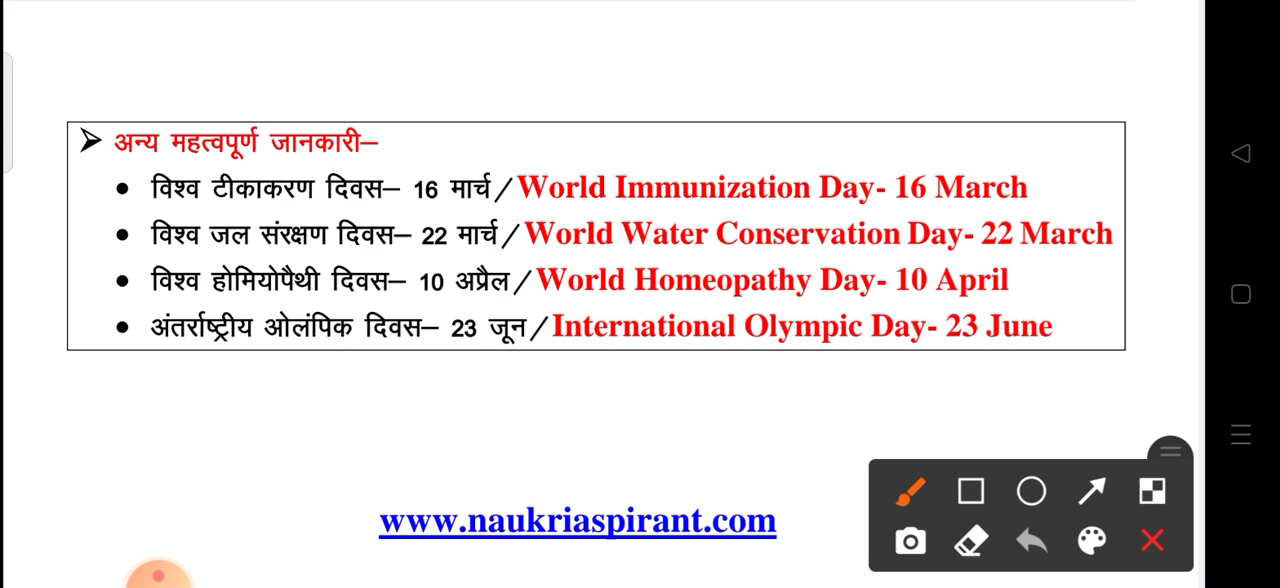 ➢ अन्य महत्वपूर्ण जानकारी–
• विश्व टीकाकरण दिवस– 16 मार्च/World Immunization Day- 16 March
• विश्व जल संरक्षण दिवस– 22 मार्च/World Water Conservation Day- 22 March
• विश्व होमियोपैथी दिवस– 10 अप्रैल/World Homeopathy Day- 10 April
• अंतर्राष्ट्रीय ओलंपिक दिवस– 23 जून/International Olympic Day- 23 June
www.naukriaspirant.com